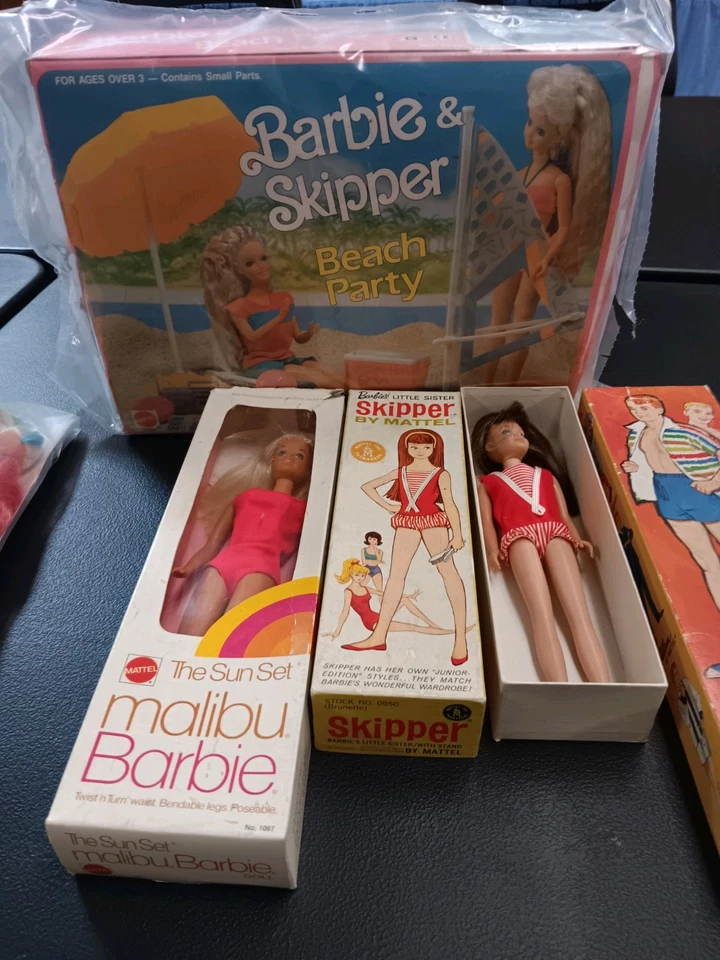 FOR AGES OVER 3 — Contains Small Parts.
Barbie &
Skipper
Beach
Party
MATTEL
The Sun Set
malibu
Barbie
Twist 'n Turn waist. Bendable legs. Poseable.
No. 1067
The Sun Set
malibu Barbie
DOLL
Barbie's LITTLE SISTER
Skipper
BY MATTEL
SKIPPER HAS HER OWN "JUNIOR-
EDITION" STYLES... THEY MATCH
BARBIE'S WONDERFUL WARDROBE!
STOCK NO. 0950
(Brunette)
Skipper
BARBIE'S LITTLE SISTER/WITH STAND
BY MATTEL